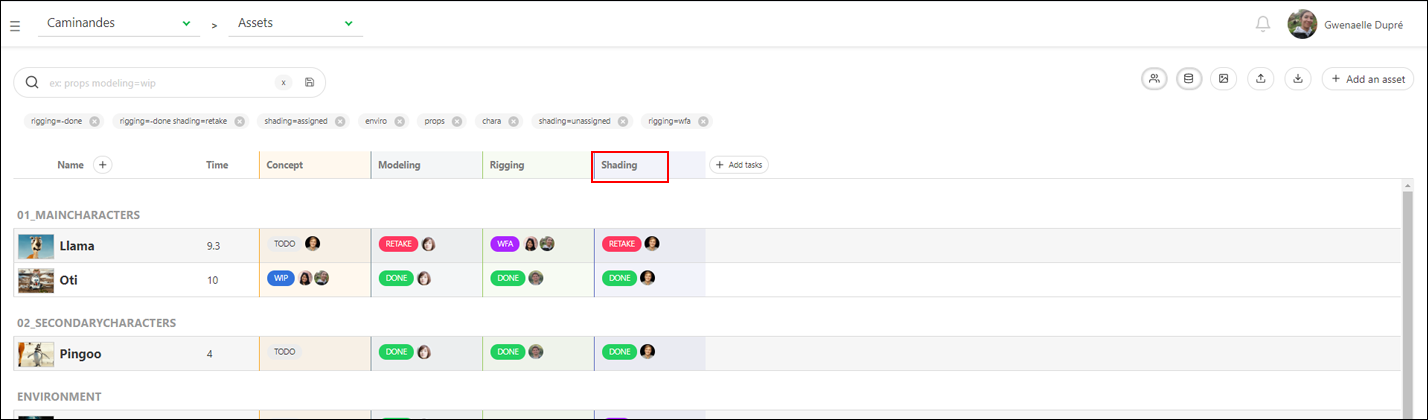 Caminandes > Assets Gwenaelle Dupré
ex: props modeling=wip x + Add an asset
rigging=-done rigging=-done shading=retake shading=assigned enviro props chara shading=unassigned rigging=wfa
Name + Time Concept Modeling Rigging Shading + Add tasks
01_MAINCHARACTERS
Llama 9.3 TODO RETAKE WFA RETAKE
Oti 10 WIP DONE DONE DONE
02_SECONDARYCHARACTERS
Pingoo 4 TODO DONE DONE DONE
ENVIRONMENT